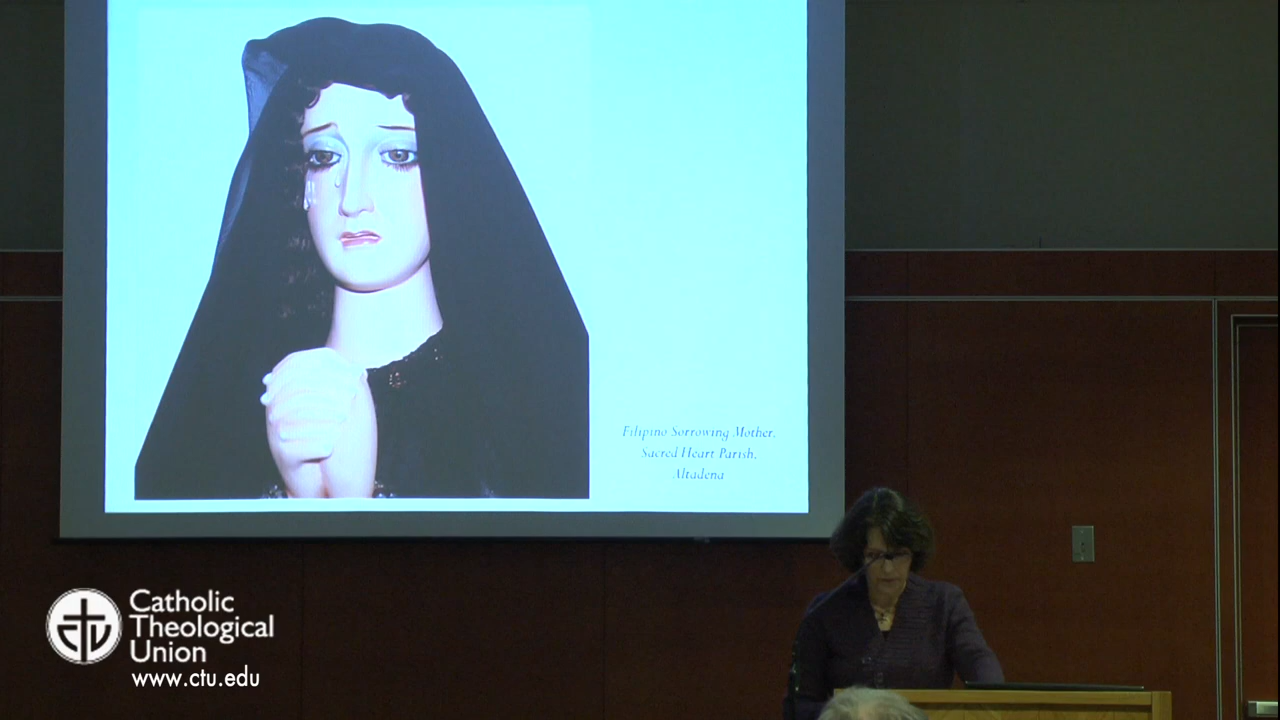 Filipino Sorrowing Mother,
Sacred Heart Parish,
Altadena
Catholic
Theological
Union
www.ctu.edu